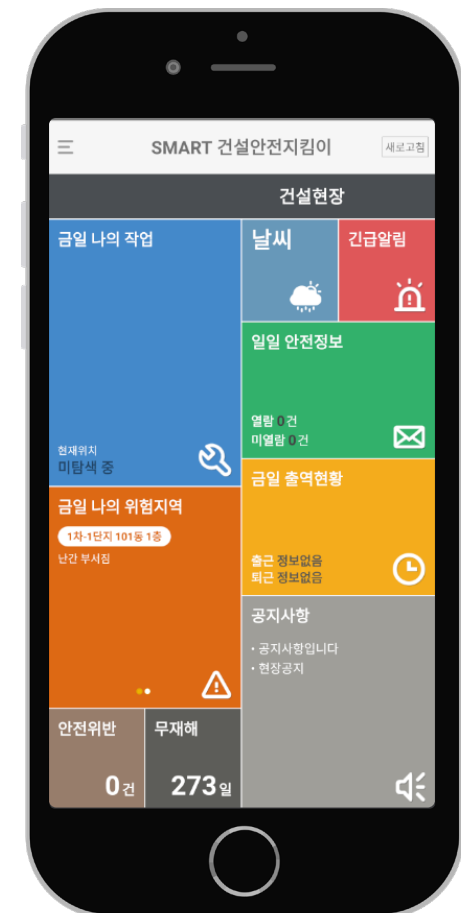 SMART 건설안전지킴이
새로고침
건설현장
금일 나의 작업
현재위치
미탐색 중
날씨
긴급알림
일일 안전정보
열람 0건
미열람 0건
금일 나의 위험지역
1차-1단지 101동 1층
난간 부서짐
금일 출역현황
출근 정보없음
퇴근 정보없음
공지사항
• 공지사항입니다
• 현장공지
안전위반
0건
무재해
273일